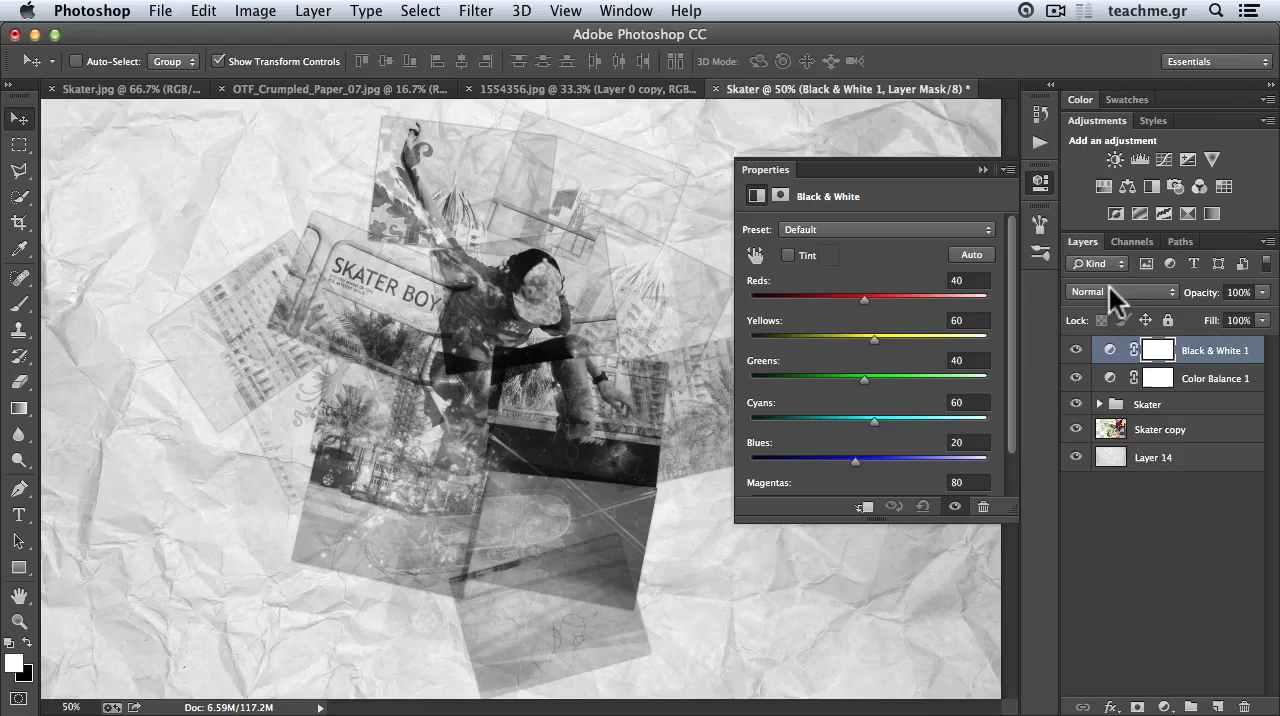 Photoshop File Edit Image Layer Type Select Filter 3D View Window Help teachme.gr
Adobe Photoshop CC
Auto-Select: Group Show Transform Controls 3D Mode: Essentials
Skater.jpg @ 66.7% (RGB/... OTF_Crumpled_Paper_07.jpg @ 16.7% (R... 1554356.jpg @ 33.3% (Layer 0 copy, RGB... Skater @ 50% (Black & White 1, Layer Mask/8) *
Color Swatches
Adjustments Styles
Add an adjustment
Properties
Black & White
Preset: Default
Tint Auto
Reds: 40
Yellows: 60
Greens: 40
Cyans: 60
Blues: 20
Magentas: 80
Layers Channels Paths
Kind
Normal Opacity: 100%
Lock: Fill: 100%
Black & White 1
Color Balance 1
Skater
Skater copy
Layer 14
SKATER BOY
50% Doc: 6.59M/117.2M